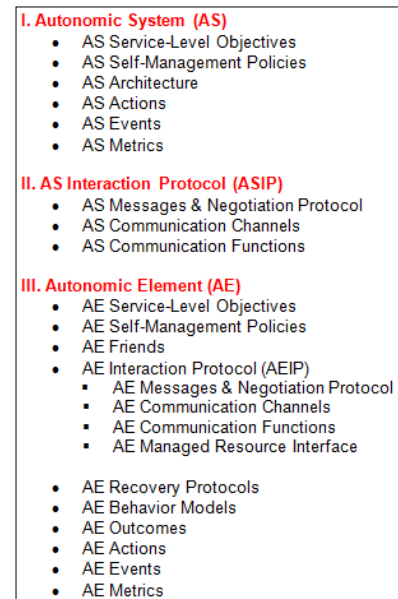 I. Autonomic System (AS)
• AS Service-Level Objectives
• AS Self-Management Policies
• AS Architecture
• AS Actions
• AS Events
• AS Metrics
II. AS Interaction Protocol (ASIP)
• AS Messages & Negotiation Protocol
• AS Communication Channels
• AS Communication Functions
III. Autonomic Element (AE)
• AE Service-Level Objectives
• AE Self-Management Policies
• AE Friends
• AE Interaction Protocol (AEIP)
▪ AE Messages & Negotiation Protocol
▪ AE Communication Channels
▪ AE Communication Functions
▪ AE Managed Resource Interface
• AE Recovery Protocols
• AE Behavior Models
• AE Outcomes
• AE Actions
• AE Events
• AE Metrics